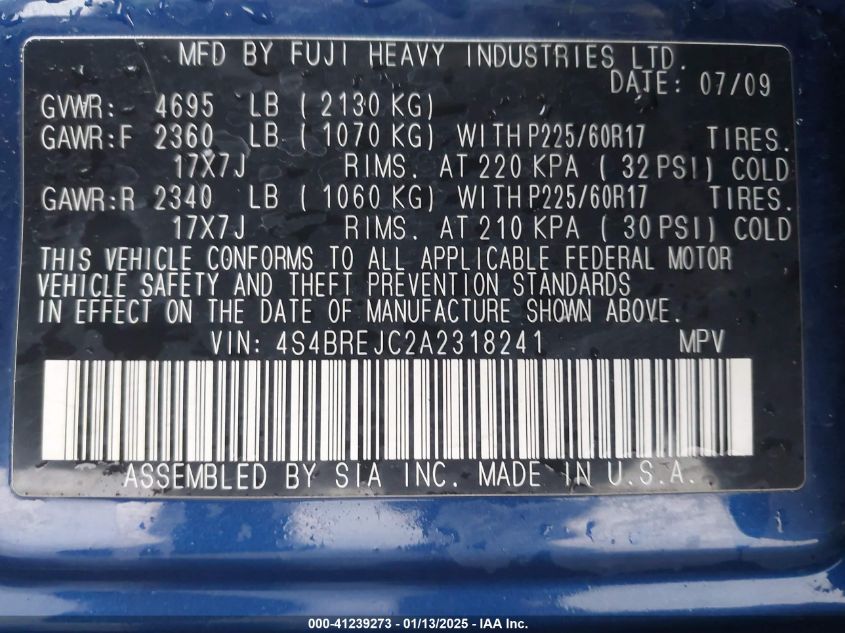 MFD BY FUJI HEAVY INDUSTRIES LTD.
DATE: 07/09
GVWR: 4695 LB ( 2130 KG)
GAWR:F 2360 LB ( 1070 KG) WITH P225/60R17 TIRES.
17X7J RIMS. AT 220 KPA ( 32 PSI) COLD
GAWR:R 2340 LB ( 1060 KG) WITH P225/60R17 TIRES.
17X7J RIMS. AT 210 KPA ( 30 PSI) COLD
THIS VEHICLE CONFORMS TO ALL APPLICABLE FEDERAL MOTOR
VEHICLE SAFETY AND THEFT PREVENTION STANDARDS
IN EFFECT ON THE DATE OF MANUFACTURE SHOWN ABOVE.
VIN: 4S4BREJC2A2318241 MPV
ASSEMBLED BY SIA INC. MADE IN U.S.A.
000-41239273 - 01/13/2025 - IAA Inc.